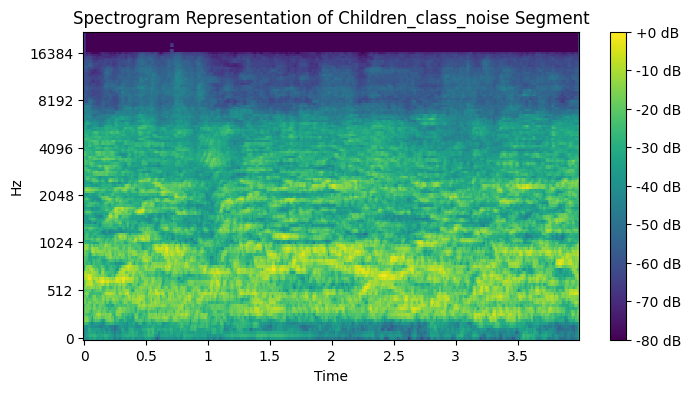 Spectrogram Representation of Children_class_noise Segment
Hz
16384
8192
4096
2048
1024
512
0
0
0.5
1
1.5
2
2.5
3
3.5
Time
+0 dB
-10 dB
-20 dB
-30 dB
-40 dB
-50 dB
-60 dB
-70 dB
-80 dB